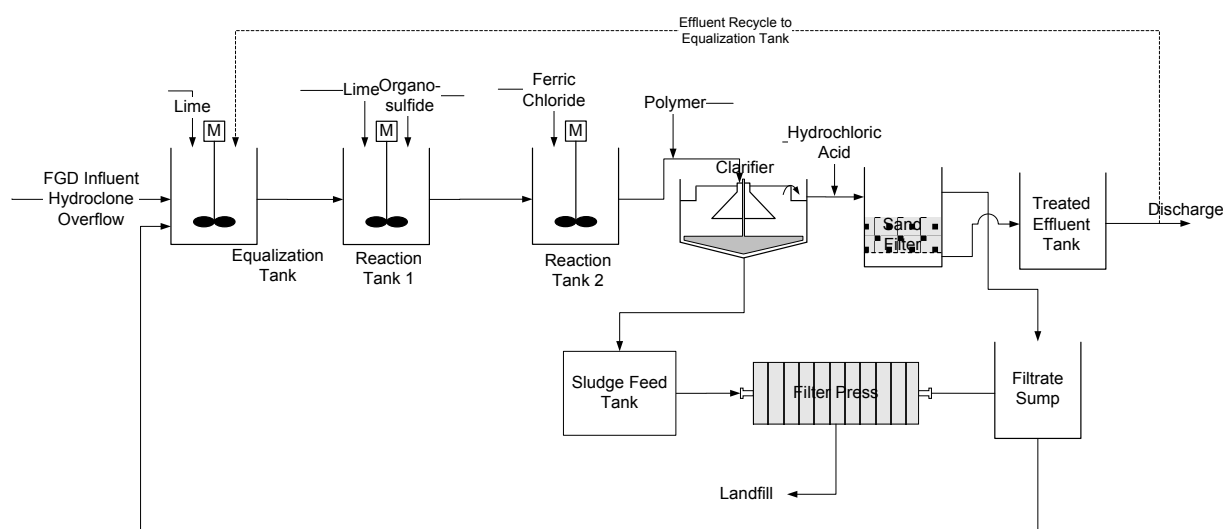 Effluent Recycle to
Equalization Tank
Lime
Lime
Organo-
sulfide
Ferric
Chloride
Polymer
Hydrochloric
Acid
M
M
M
Clarifier
FGD Influent
Hydroclone
Overflow
Equalization
Tank
Reaction
Tank 1
Reaction
Tank 2
Sand
Filter
Treated
Effluent
Tank
Discharge
Sludge Feed
Tank
Filter Press
Filtrate
Sump
Landfill